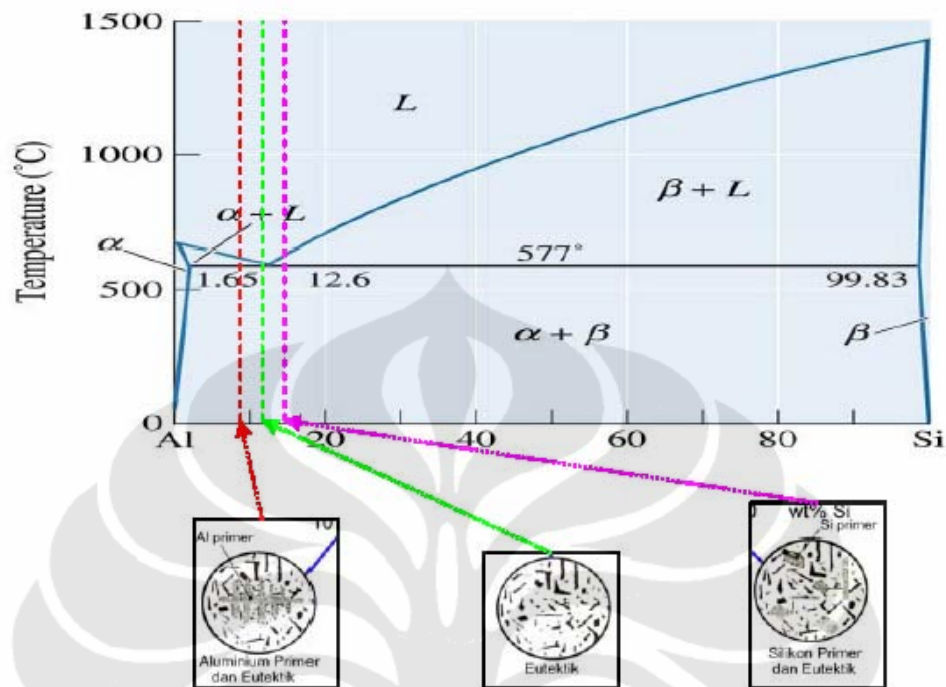 1500
1000
500
0
Temperature (°C)
L
α + L
β + L
α
577°
1.65
12.6
99.83
α + β
β
Al
20
40
60
80
Si
10
Al primer
Aluminium Primer
dan Eutektik
Eutektik
) wt% Si
Si primer
Silikon Primer
dan Eutektik